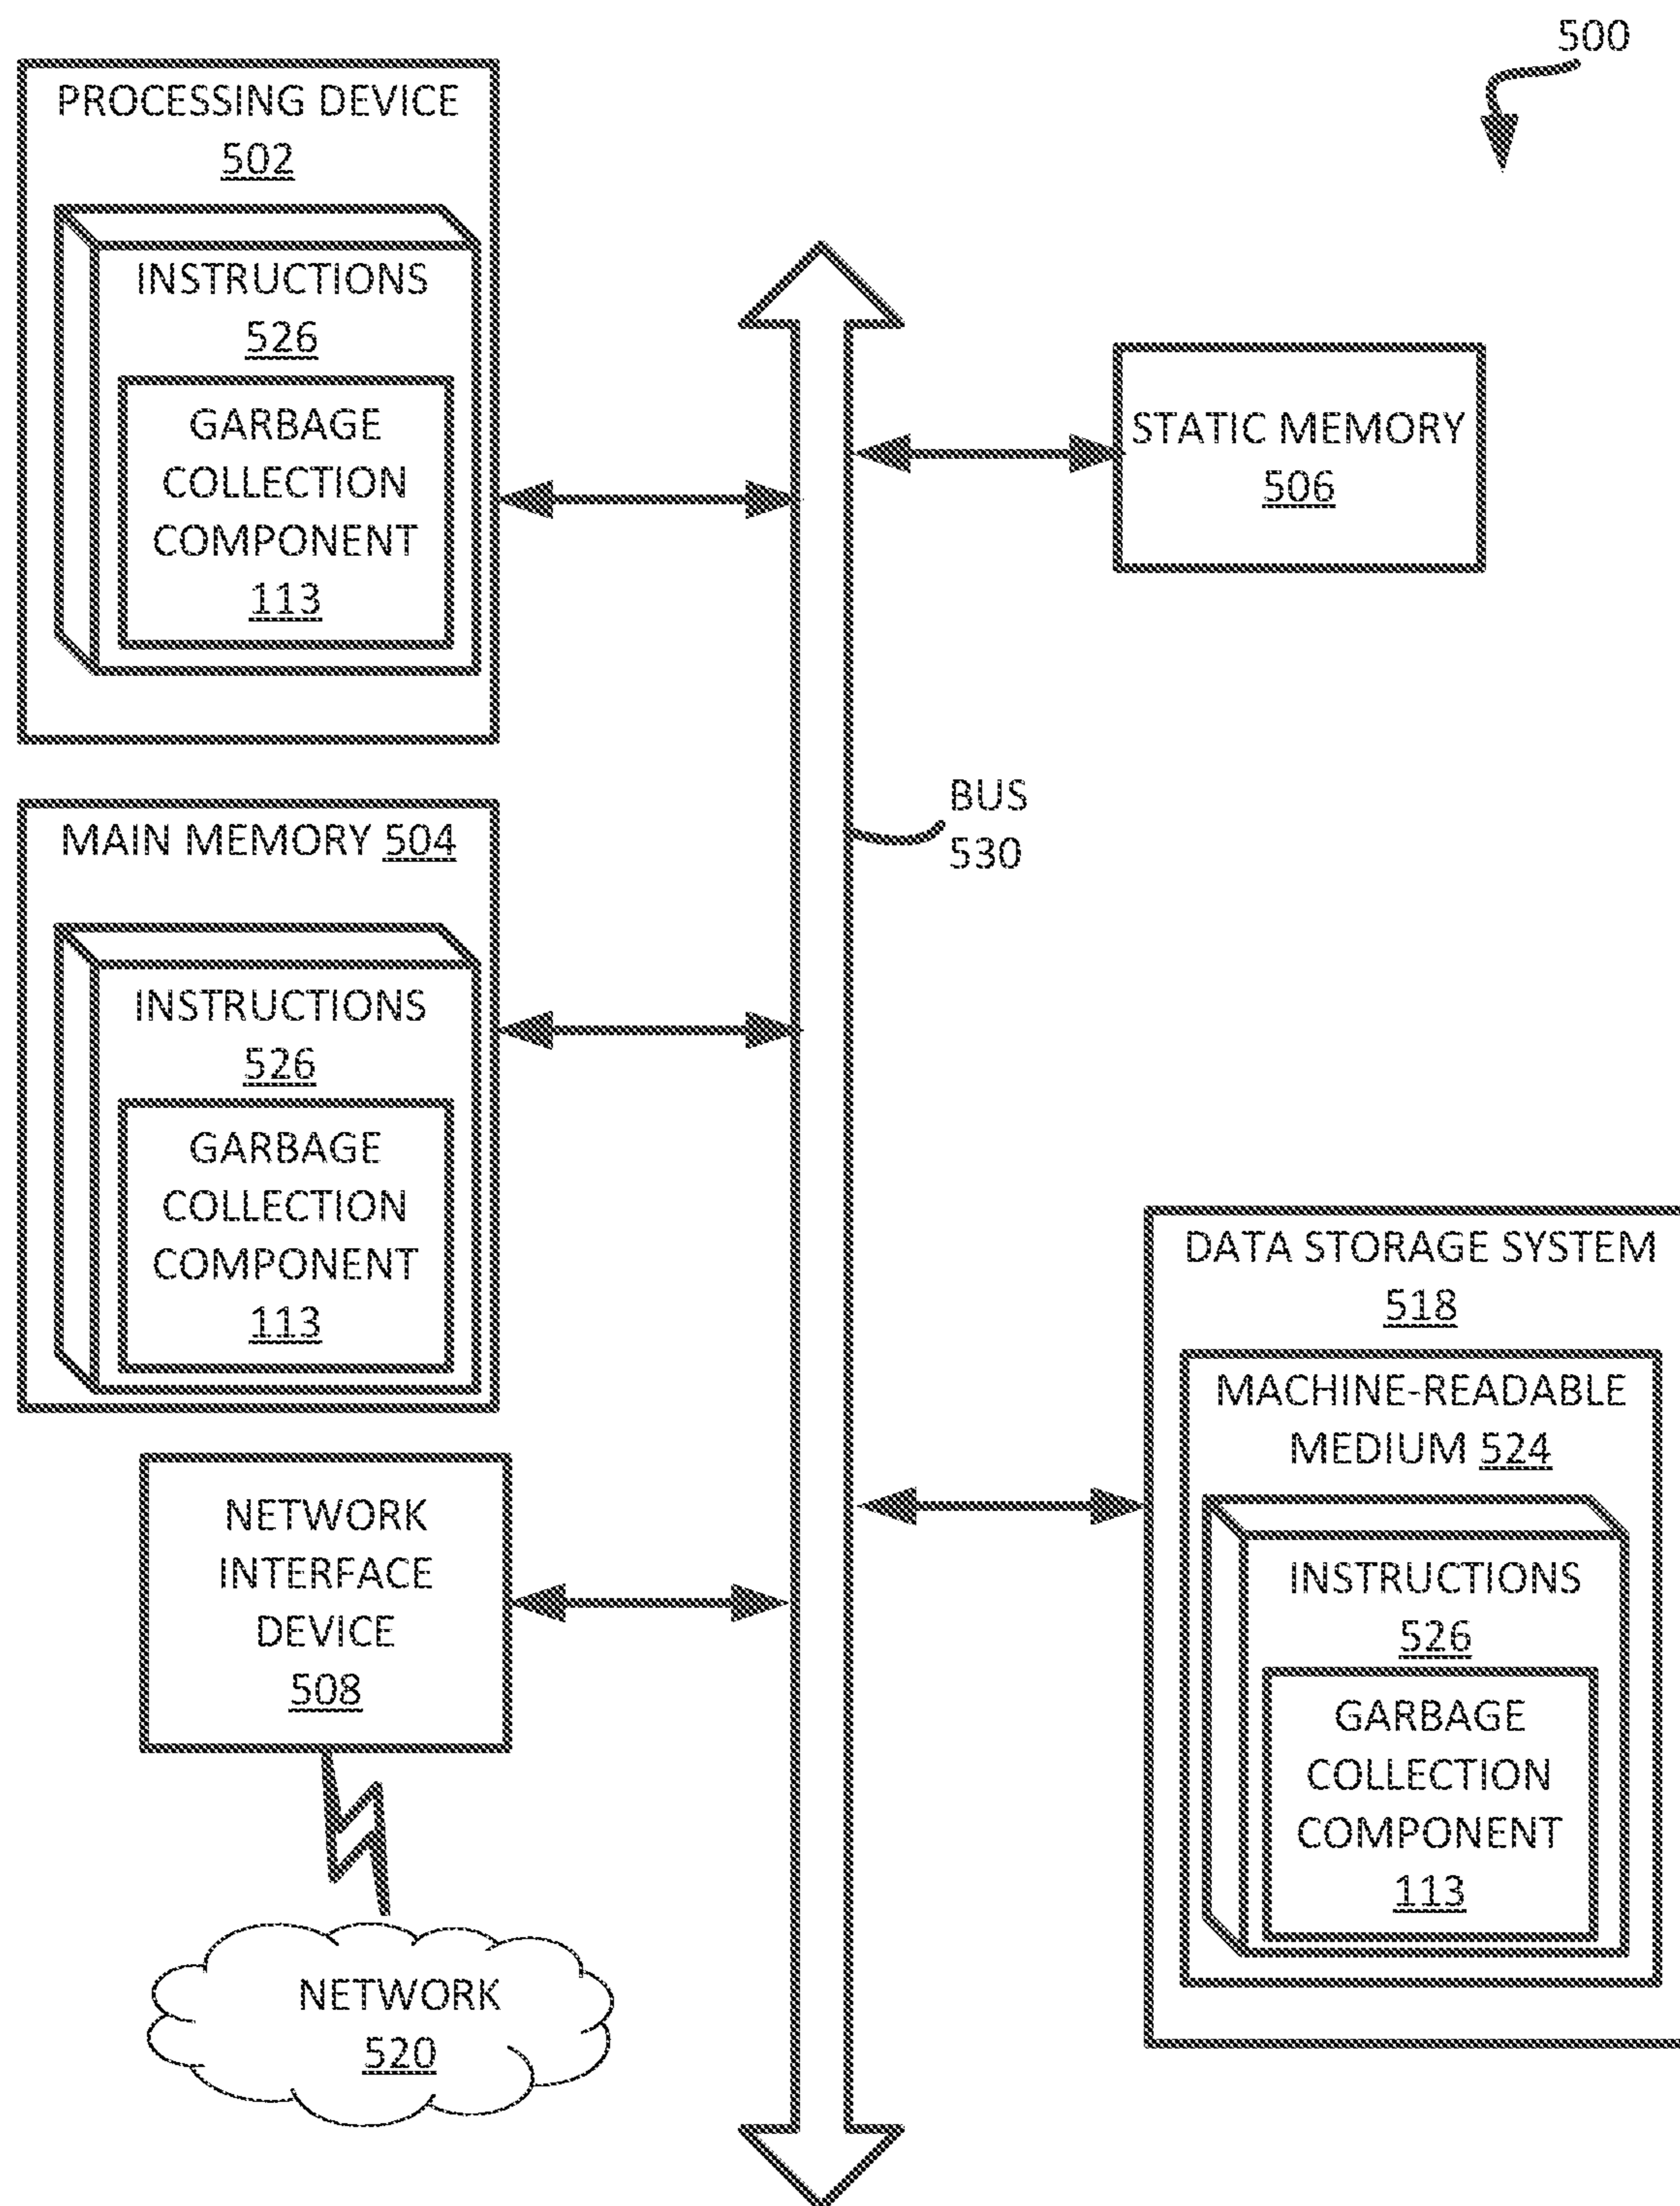 500
PROCESSING DEVICE
502
INSTRUCTIONS
526
GARBAGE
COLLECTION
COMPONENT
113
STATIC MEMORY
506
BUS
530
MAIN MEMORY 504
INSTRUCTIONS
526
GARBAGE
COLLECTION
COMPONENT
113
DATA STORAGE SYSTEM
518
MACHINE-READABLE
MEDIUM 524
INSTRUCTIONS
526
GARBAGE
COLLECTION
COMPONENT
113
NETWORK
INTERFACE
DEVICE
508
NETWORK
520